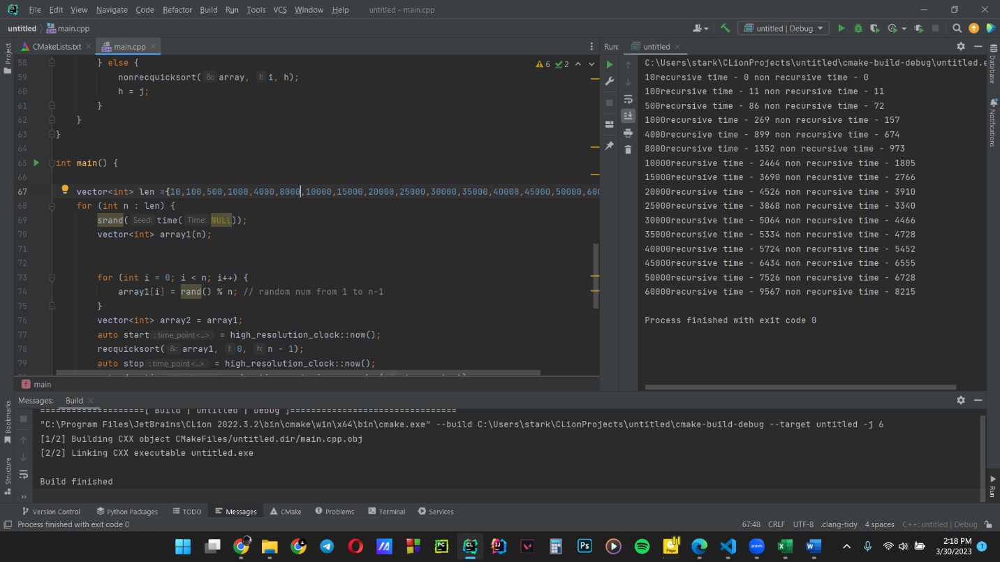 File Edit View Navigate Code Refactor Build Run Tools VCS Window Help untitled - main.cpp
untitled main.cpp untitled | Debug
CMakeLists.txt main.cpp
Project
58 } else {
59 nonrecquicksort( &: array, l: i, h);
60 h = j;
61 }
62 }
63 }
64
65 int main() {
66
67 vector<int> len ={10,100,500,1000,4000,8000,10000,15000,20000,25000,30000,35000,40000,45000,50000,600
68 for (int n : len) {
69 srand( Seed: time( Time: NULL));
70 vector<int> array1(n);
71
72
73 for (int i = 0; i < n; i++) {
74 array1[i] = rand() % n; // random num from 1 to n-1
75 }
76 vector<int> array2 = array1;
77 auto start : time_point<...> = high_resolution_clock::now();
78 recquicksort( &: array1, l: 0, h: n - 1);
79 auto stop : time_point<...> = high_resolution_clock::now();
6 2
main
Run: untitled
C:\Users\stark\CLionProjects\untitled\cmake-build-debug\untitled.e
10recursive time - 0 non recursive time - 0
100recursive time - 11 non recursive time - 11
500recursive time - 86 non recursive time - 72
1000recursive time - 269 non recursive time - 157
4000recursive time - 899 non recursive time - 674
8000recursive time - 1352 non recursive time - 973
10000recursive time - 2464 non recursive time - 1805
15000recursive time - 3690 non recursive time - 2766
20000recursive time - 4526 non recursive time - 3910
25000recursive time - 3868 non recursive time - 3340
30000recursive time - 5064 non recursive time - 4466
35000recursive time - 5334 non recursive time - 4728
40000recursive time - 5724 non recursive time - 5452
45000recursive time - 6434 non recursive time - 6555
50000recursive time - 7526 non recursive time - 6728
60000recursive time - 9567 non recursive time - 8215
Process finished with exit code 0
Database
Notifications
Messages: Build
====================[ Build | untitled | Debug ]================================
"C:\Program Files\JetBrains\CLion 2022.3.2\bin\cmake\win\x64\bin\cmake.exe" --build C:\Users\stark\CLionProjects\untitled\cmake-build-debug --target untitled -j 6
[1/2] Building CXX object CMakeFiles/untitled.dir/main.cpp.obj
[2/2] Linking CXX executable untitled.exe
Build finished
Bookmarks
Structure
Run
Version Control Python Packages TODO Messages CMake Problems Terminal Services
Process finished with exit code 0 67:48 CRLF UTF-8 .clang-tidy 4 spaces C++: untitled | Debug
2:18 PM
3/30/2023
1